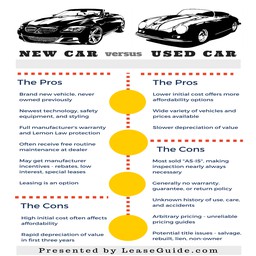 NEW CAR versus USED CAR
The Pros
Brand new vehicle, never
owned previously
Newest technology, safety
equipment, and styling
Full manufacturer's warranty
and Lemon Law protection
Often receive free routine
maintenance at dealer
May get manufacturer
incentives - rebates, low
interest, special leases
Leasing is an option
The Cons
High initial cost often affects
affordability
Rapid depreciation of value
in first three years
The Pros
Lower initial cost offers more
affordability options
Wide variety of vehicles and
prices available
Slower depreciation of value
The Cons
Most sold "AS-IS", making
inspection nearly always
necessary
Generally no warranty,
guarantee, or return policy
Unknown history of use, care,
and accidents
Arbitrary pricing - unreliable
pricing guides
Potential title issues - salvage,
rebuilt, lien, non-owner
Presented by LeaseGuide.com